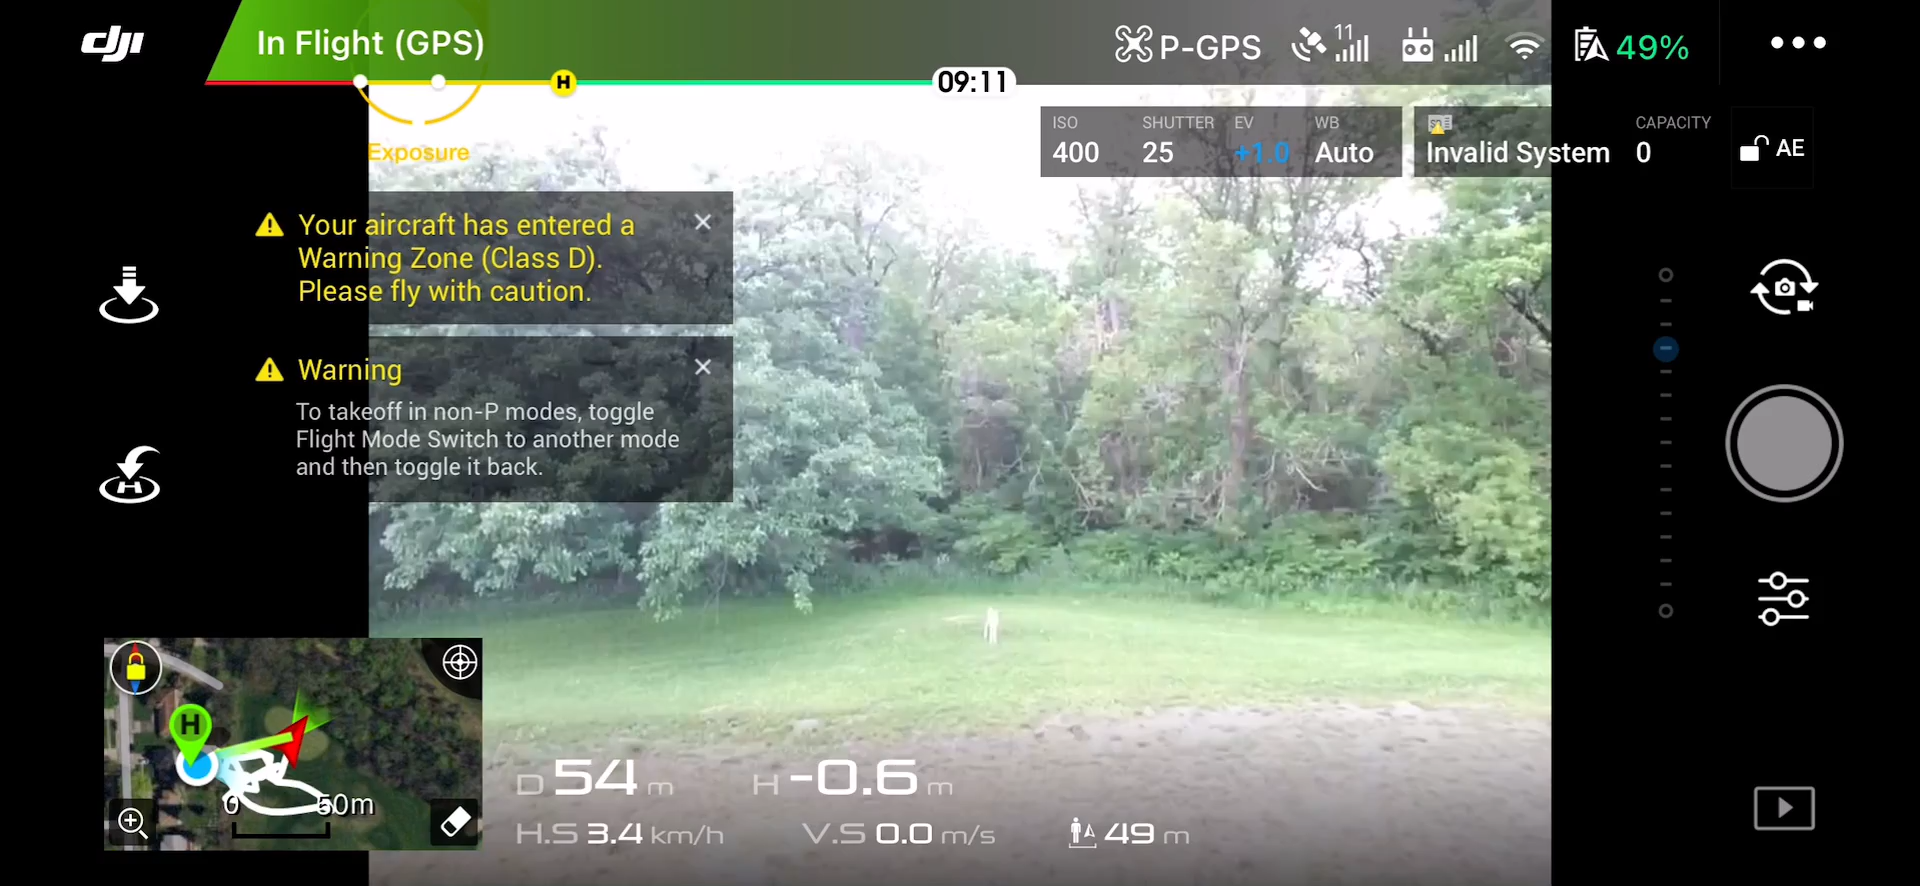 dji
In Flight (GPS)
P-GPS
11
49%
H
09:11
Exposure
ISO
400
SHUTTER
25
EV
+1.0
WB
Auto
Invalid System
CAPACITY
0
AE
Your aircraft has entered a
Warning Zone (Class D).
Please fly with caution.
Warning
To takeoff in non-P modes, toggle
Flight Mode Switch to another mode
and then toggle it back.
H
H
0
50m
D 54 m
H -0.6 m
H.S 3.4 km/h
V.S 0.0 m/s
49 m